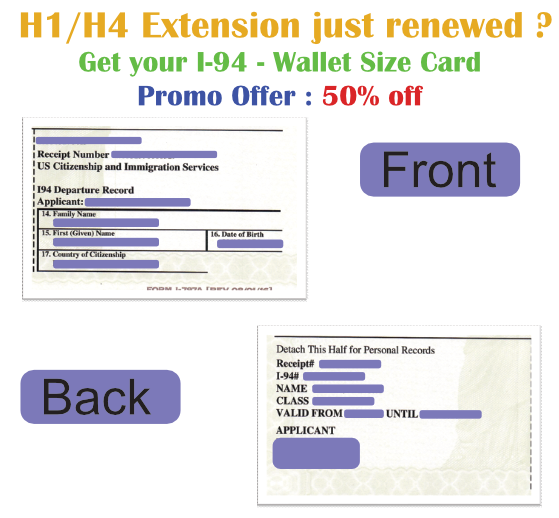 H1/H4 Extension just renewed ?
Get your I-94 - Wallet Size Card
Promo Offer : 50% off
Front
Receipt Number
US Citizenship and Immigration Services
I94 Departure Record
Applicant:
14. Family Name
15. First (Given) Name
16. Date of Birth
17. Country of Citizenship
Back
Detach This Half for Personal Records
Receipt#
I-94#
NAME
CLASS
VALID FROM UNTIL
APPLICANT